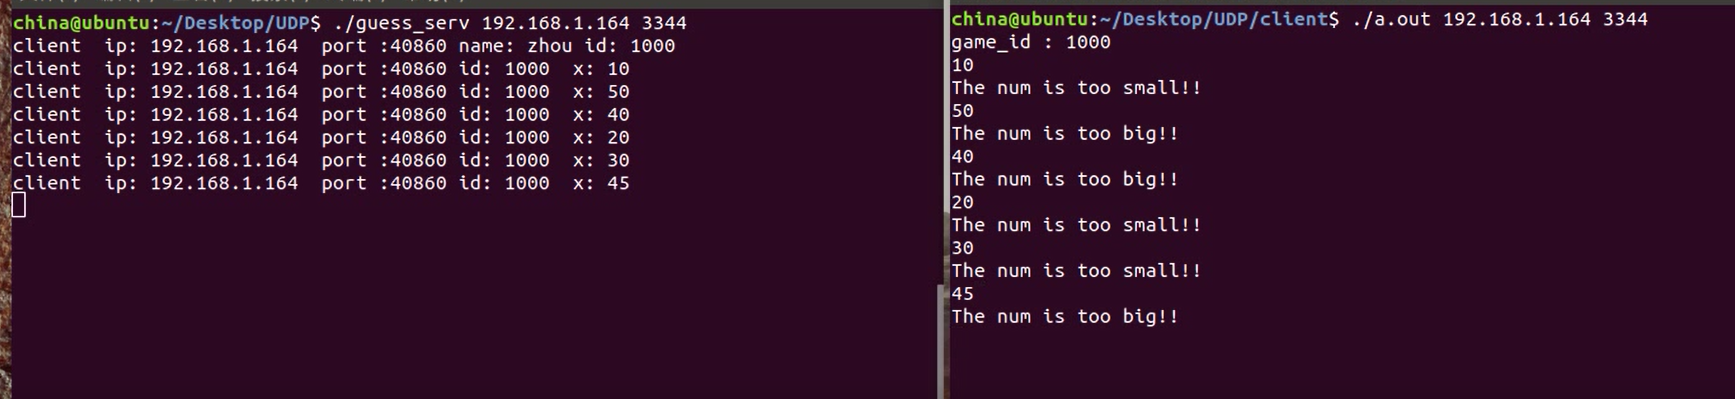 china@ubuntu:~/Desktop/UDP$ ./guess_serv 192.168.1.164 3344
client  ip: 192.168.1.164  port :40860 name: zhou id: 1000
client  ip: 192.168.1.164  port :40860 id: 1000  x: 10
client  ip: 192.168.1.164  port :40860 id: 1000  x: 50
client  ip: 192.168.1.164  port :40860 id: 1000  x: 40
client  ip: 192.168.1.164  port :40860 id: 1000  x: 20
client  ip: 192.168.1.164  port :40860 id: 1000  x: 30
client  ip: 192.168.1.164  port :40860 id: 1000  x: 45
china@ubuntu:~/Desktop/UDP/client$ ./a.out 192.168.1.164 3344
game_id : 1000
10
The num is too small!!
50
The num is too big!!
40
The num is too big!!
20
The num is too small!!
30
The num is too small!!
45
The num is too big!!